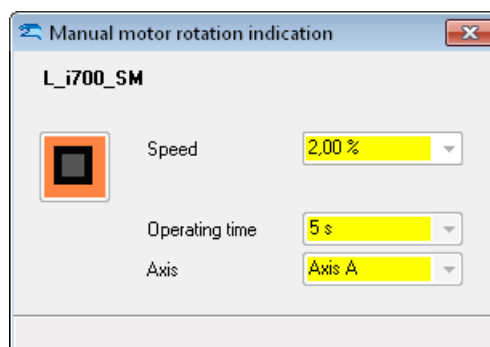 Manual motor rotation indication
L_i700_SM
Speed 2,00 %
Operating time 5 s
Axis Axis A